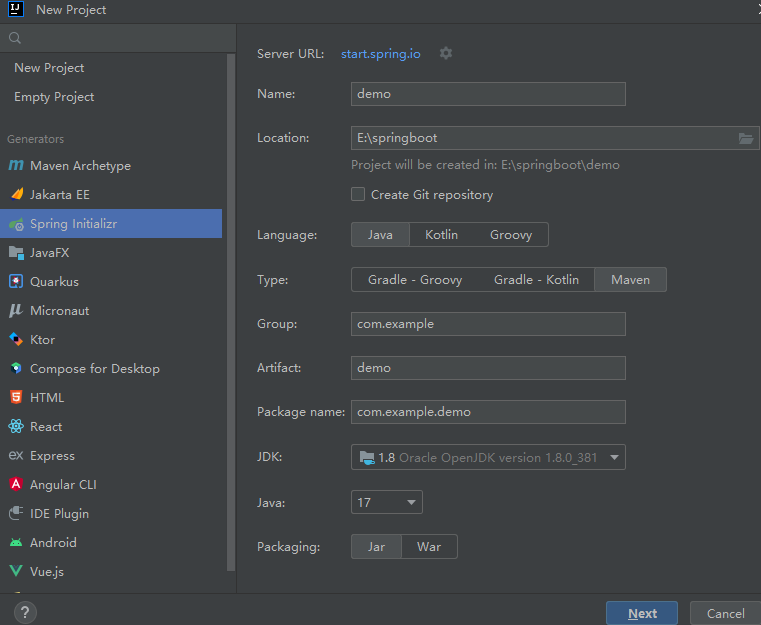 New Project
New Project
Empty Project
Generators
Maven Archetype
Jakarta EE
Spring Initializr
JavaFX
Quarkus
Micronaut
Ktor
Compose for Desktop
HTML
React
Express
Angular CLI
IDE Plugin
Android
Vue.js
Server URL: start.spring.io
Name: demo
Location: E:\springboot
Project will be created in: E:\springboot\demo
Create Git repository
Language: Java Kotlin Groovy
Type: Gradle - Groovy Gradle - Kotlin Maven
Group: com.example
Artifact: demo
Package name: com.example.demo
JDK: 1.8 Oracle OpenJDK version 1.8.0_381
Java: 17
Packaging: Jar War
? Next Cancel